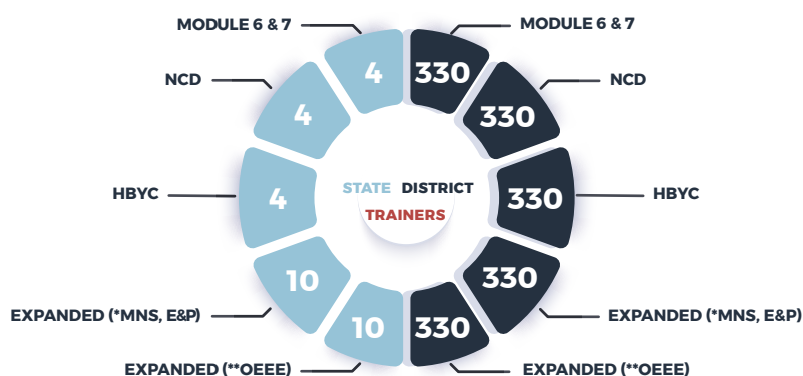 MODULE 6 & 7
MODULE 6 & 7
4
330
NCD
NCD
4
330
HBYC
4
STATE DISTRICT
TRAINERS
330
HBYC
10
330
EXPANDED (*MNS, E&P)
EXPANDED (*MNS, E&P)
10
330
EXPANDED (**OEEE)
EXPANDED (**OEEE)